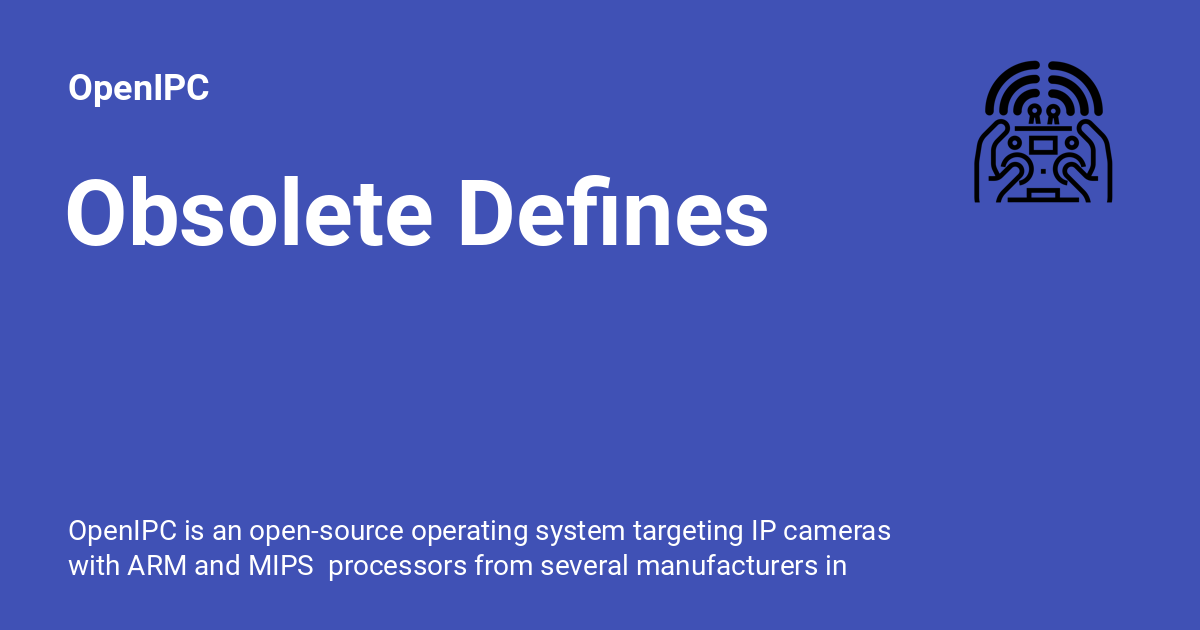 OpenIPC
Obsolete Defines
OpenIPC is an open-source operating system targeting IP cameras
with ARM and MIPS  processors from several manufacturers in